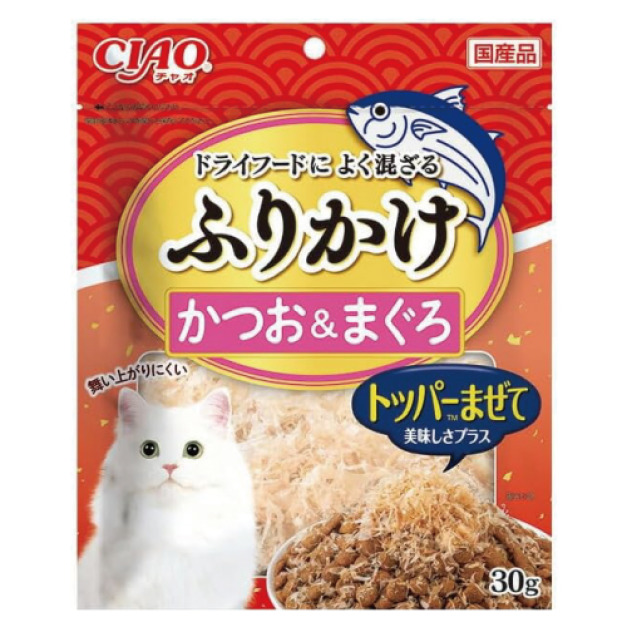 CIAO
チャオ
国産品
ドライフードに よく混ざる
ふりかけ
かつお&まぐろ
舞い上がりにくい
トッパーまぜて
TM
美味しさプラス
30g